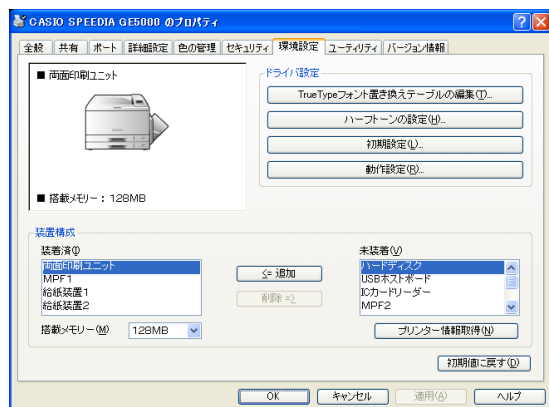 CASIO SPEEDIA GE5000 のプロパティ
全般 共有 ポート 詳細設定 色の管理 セキュリティ 環境設定 ユーティリティ バージョン情報
■ 両面印刷ユニット
■ 搭載メモリー : 128MB
ドライバ設定
TrueTypeフォント置き換えテーブルの編集(T)...
ハーフトーンの設定(H)...
初期設定(L)...
動作設定(R)...
装置構成
装着済(I)
両面印刷ユニット
MPF1
給紙装置1
給紙装置2
<= 追加
削除 =>
未装着(V)
ハードディスク
USBホストボード
ICカードリーダー
MPF2
搭載メモリー(M) 128MB
プリンター情報取得(N)
初期値に戻す(D)
OK キャンセル 適用(A) ヘルプ